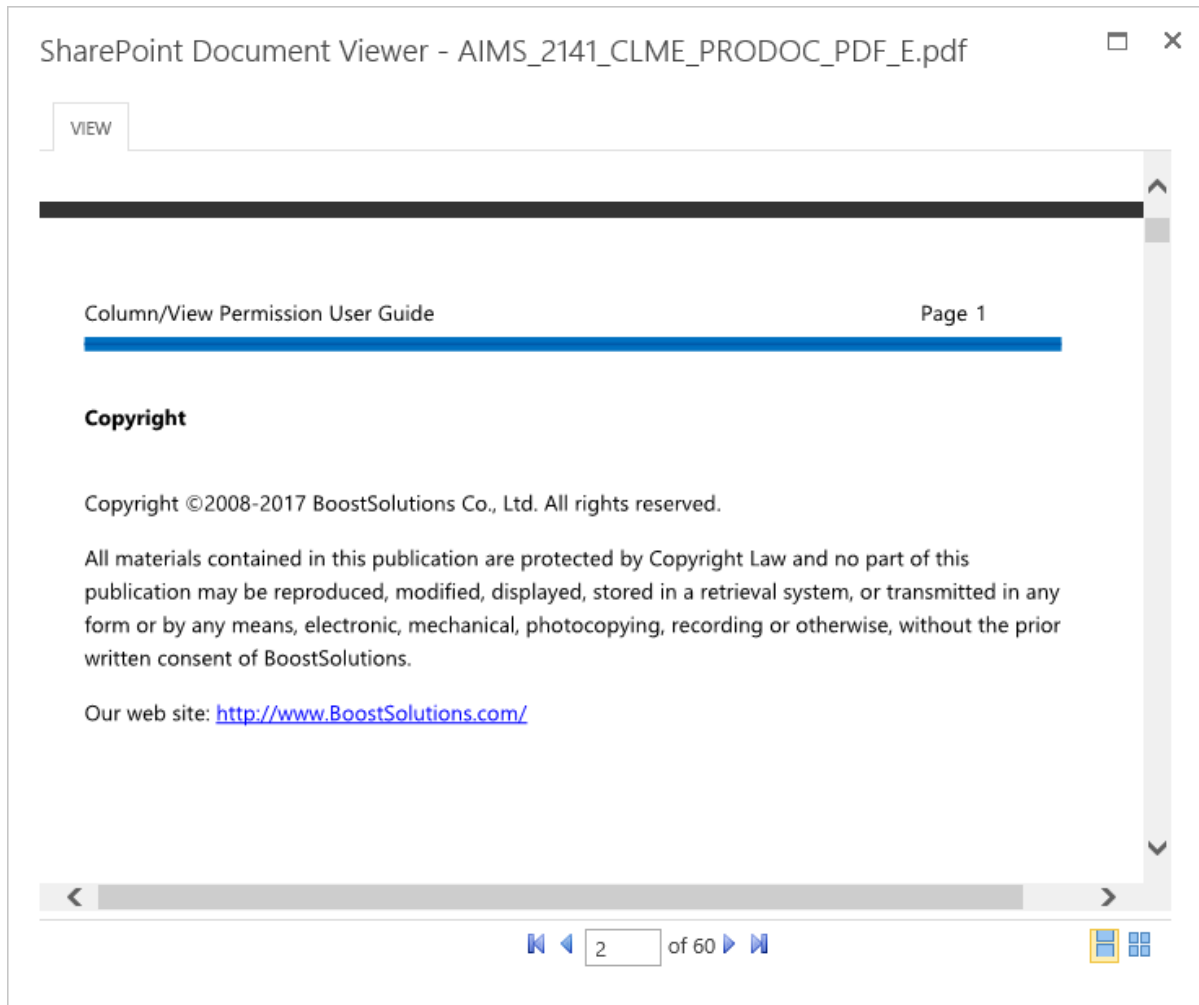 SharePoint Document Viewer - AIMS_2141_CLME_PRODOC_PDF_E.pdf
VIEW
Column/View Permission User Guide Page 1
Copyright
Copyright ©2008-2017 BoostSolutions Co., Ltd. All rights reserved.
All materials contained in this publication are protected by Copyright Law and no part of this
publication may be reproduced, modified, displayed, stored in a retrieval system, or transmitted in any
form or by any means, electronic, mechanical, photocopying, recording or otherwise, without the prior
written consent of BoostSolutions.
Our web site: http://www.BoostSolutions.com/
2 of 60